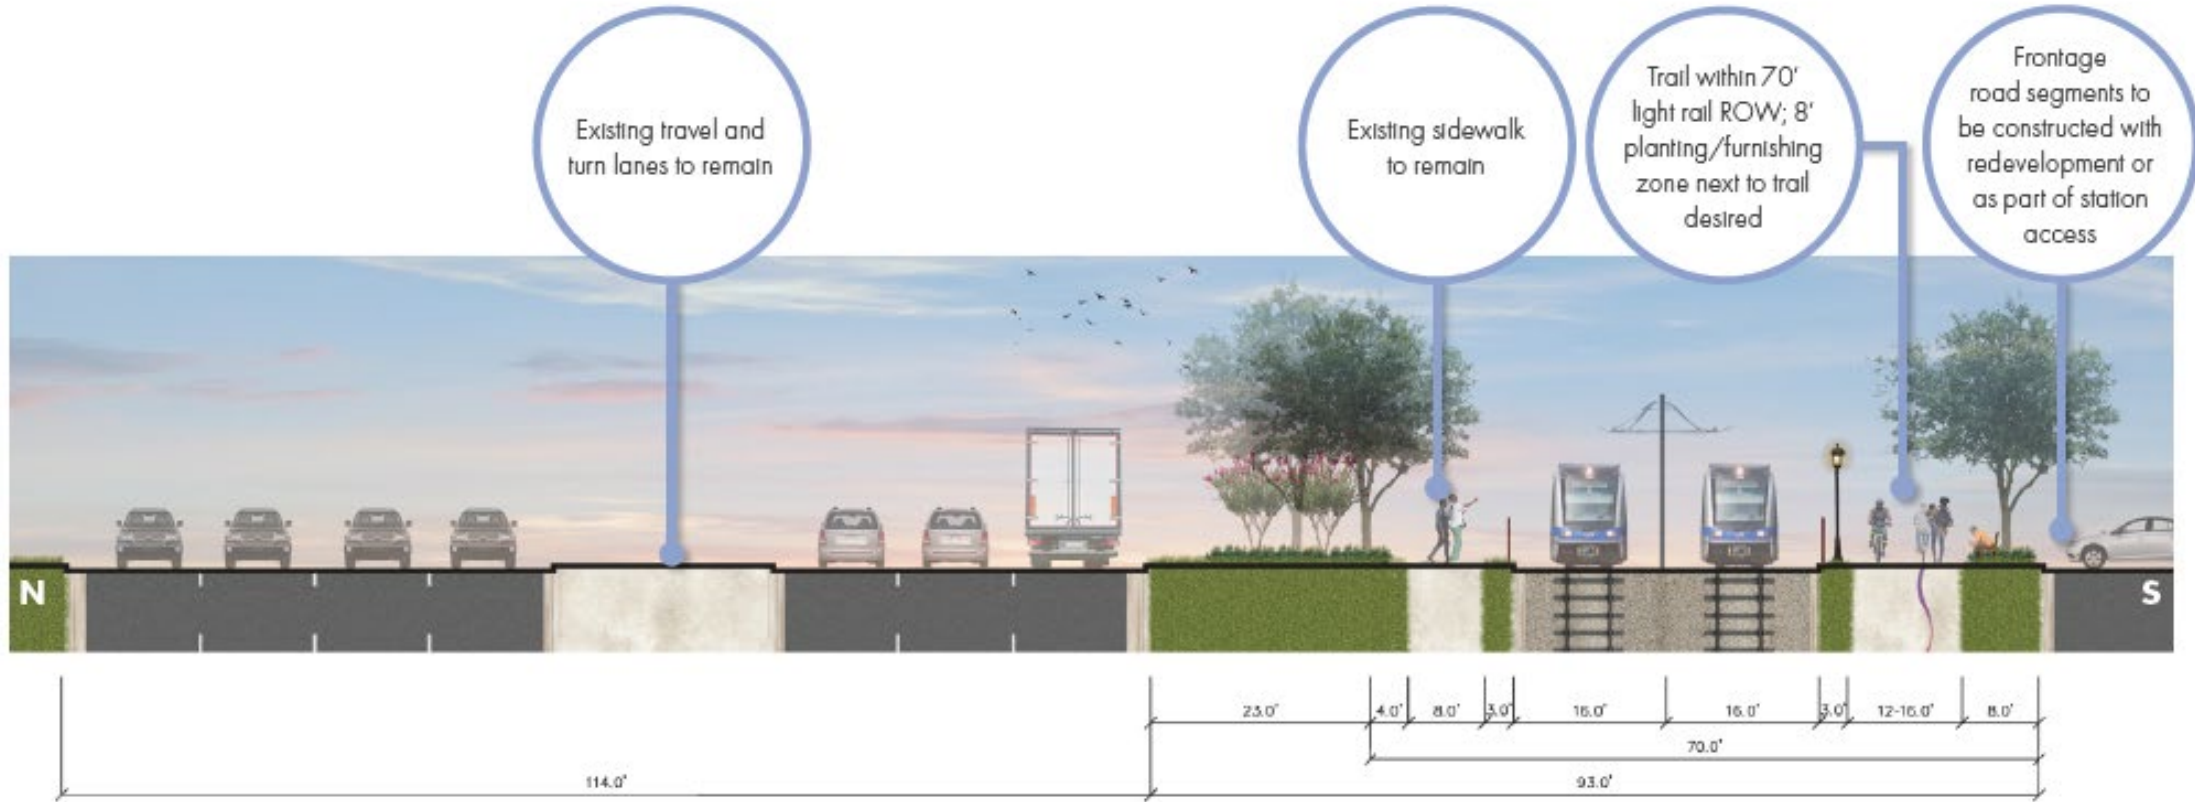 Existing travel and
turn lanes to remain
Existing sidewalk
to remain
Trail within 70'
light rail ROW; 8'
planting/furnishing
zone next to trail
desired
Frontage
road segments to
be constructed with
redevelopment or
as part of station
access
N
S
23.0' 4.0' 8.0' 3.0' 16.0' 16.0' 3.0' 12-16.0' 8.0'
70.0'
114.0' 93.0'